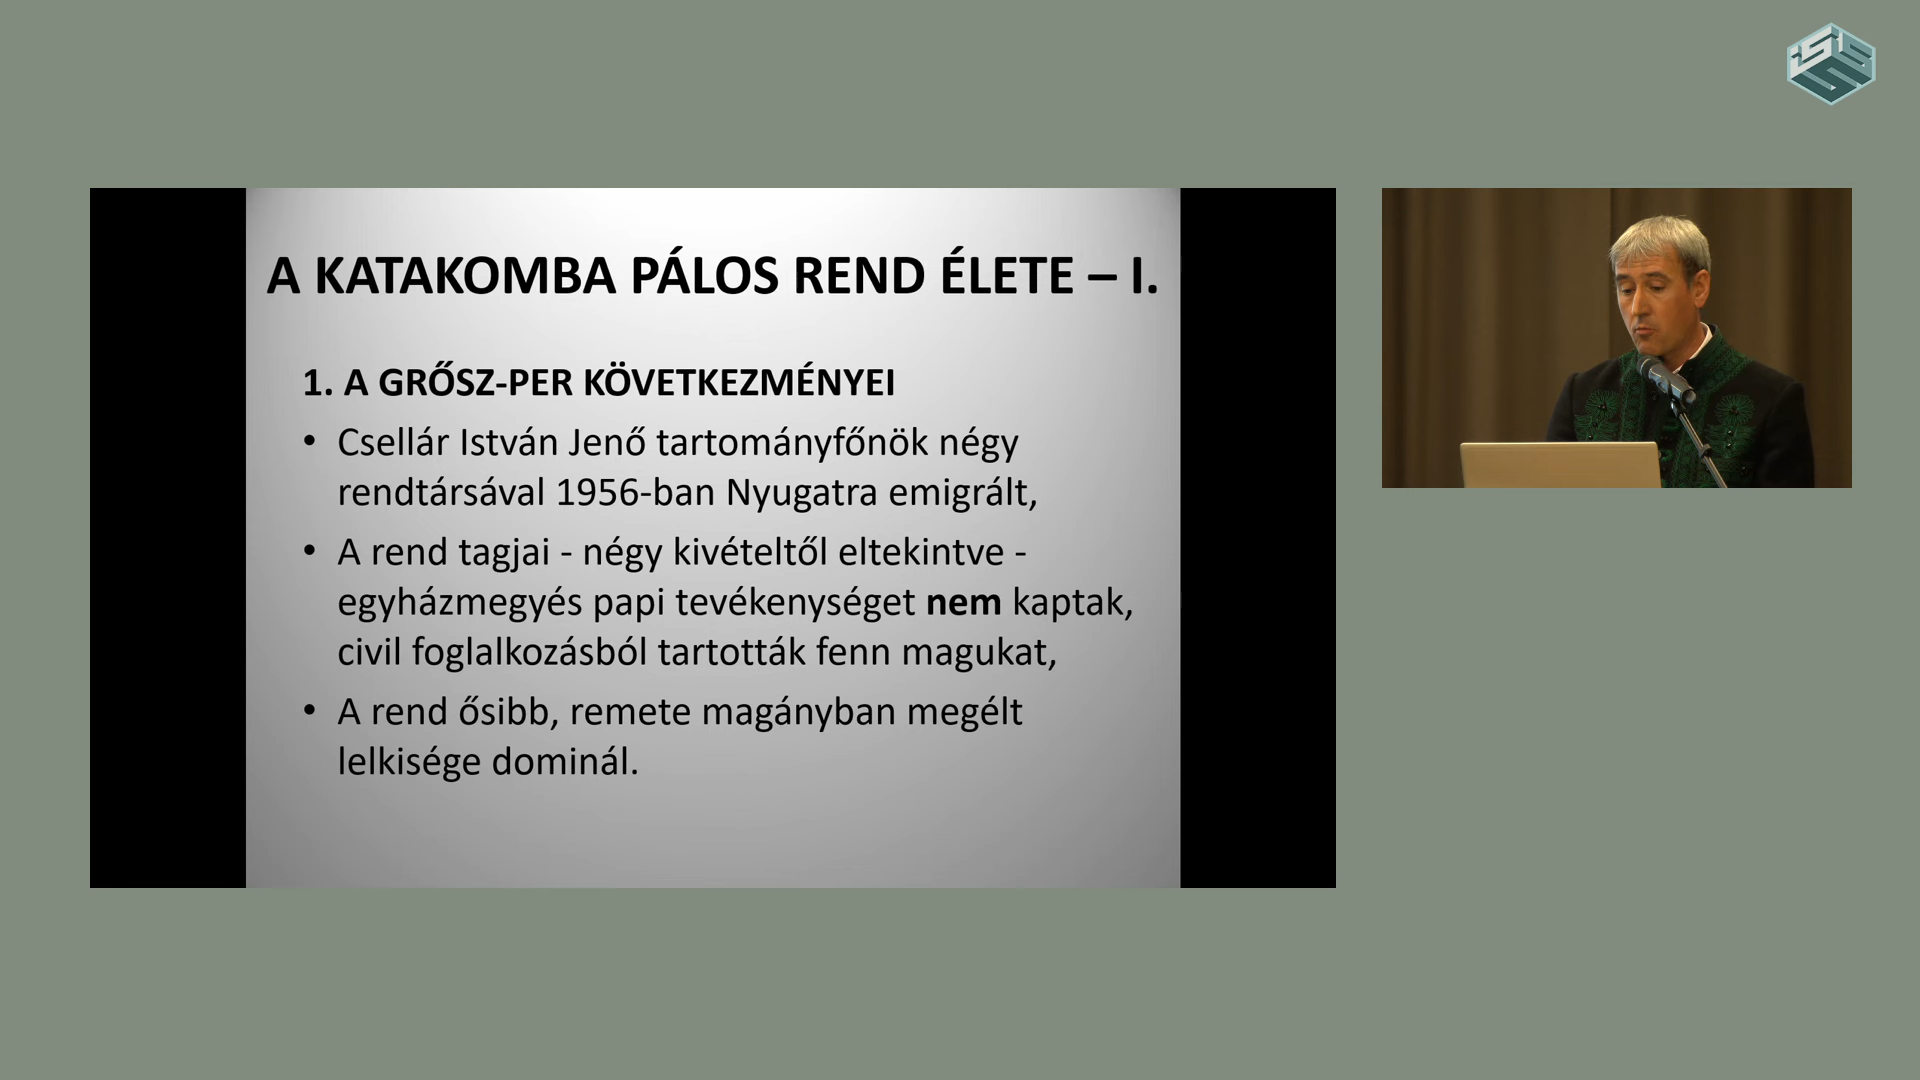 A KATAKOMBA PÁLOS REND ÉLETE – I.
1. A GRŐSZ-PER KÖVETKEZMÉNYEI
• Csellár István Jenő tartományfőnök négy
rendtársával 1956-ban Nyugatra emigrált,
• A rend tagjai - négy kivételtől eltekintve -
egyházmegyés papi tevékenységet nem kaptak,
civil foglalkozásból tartották fenn magukat,
• A rend ősibb, remete magányban megélt
lelkisége dominál.